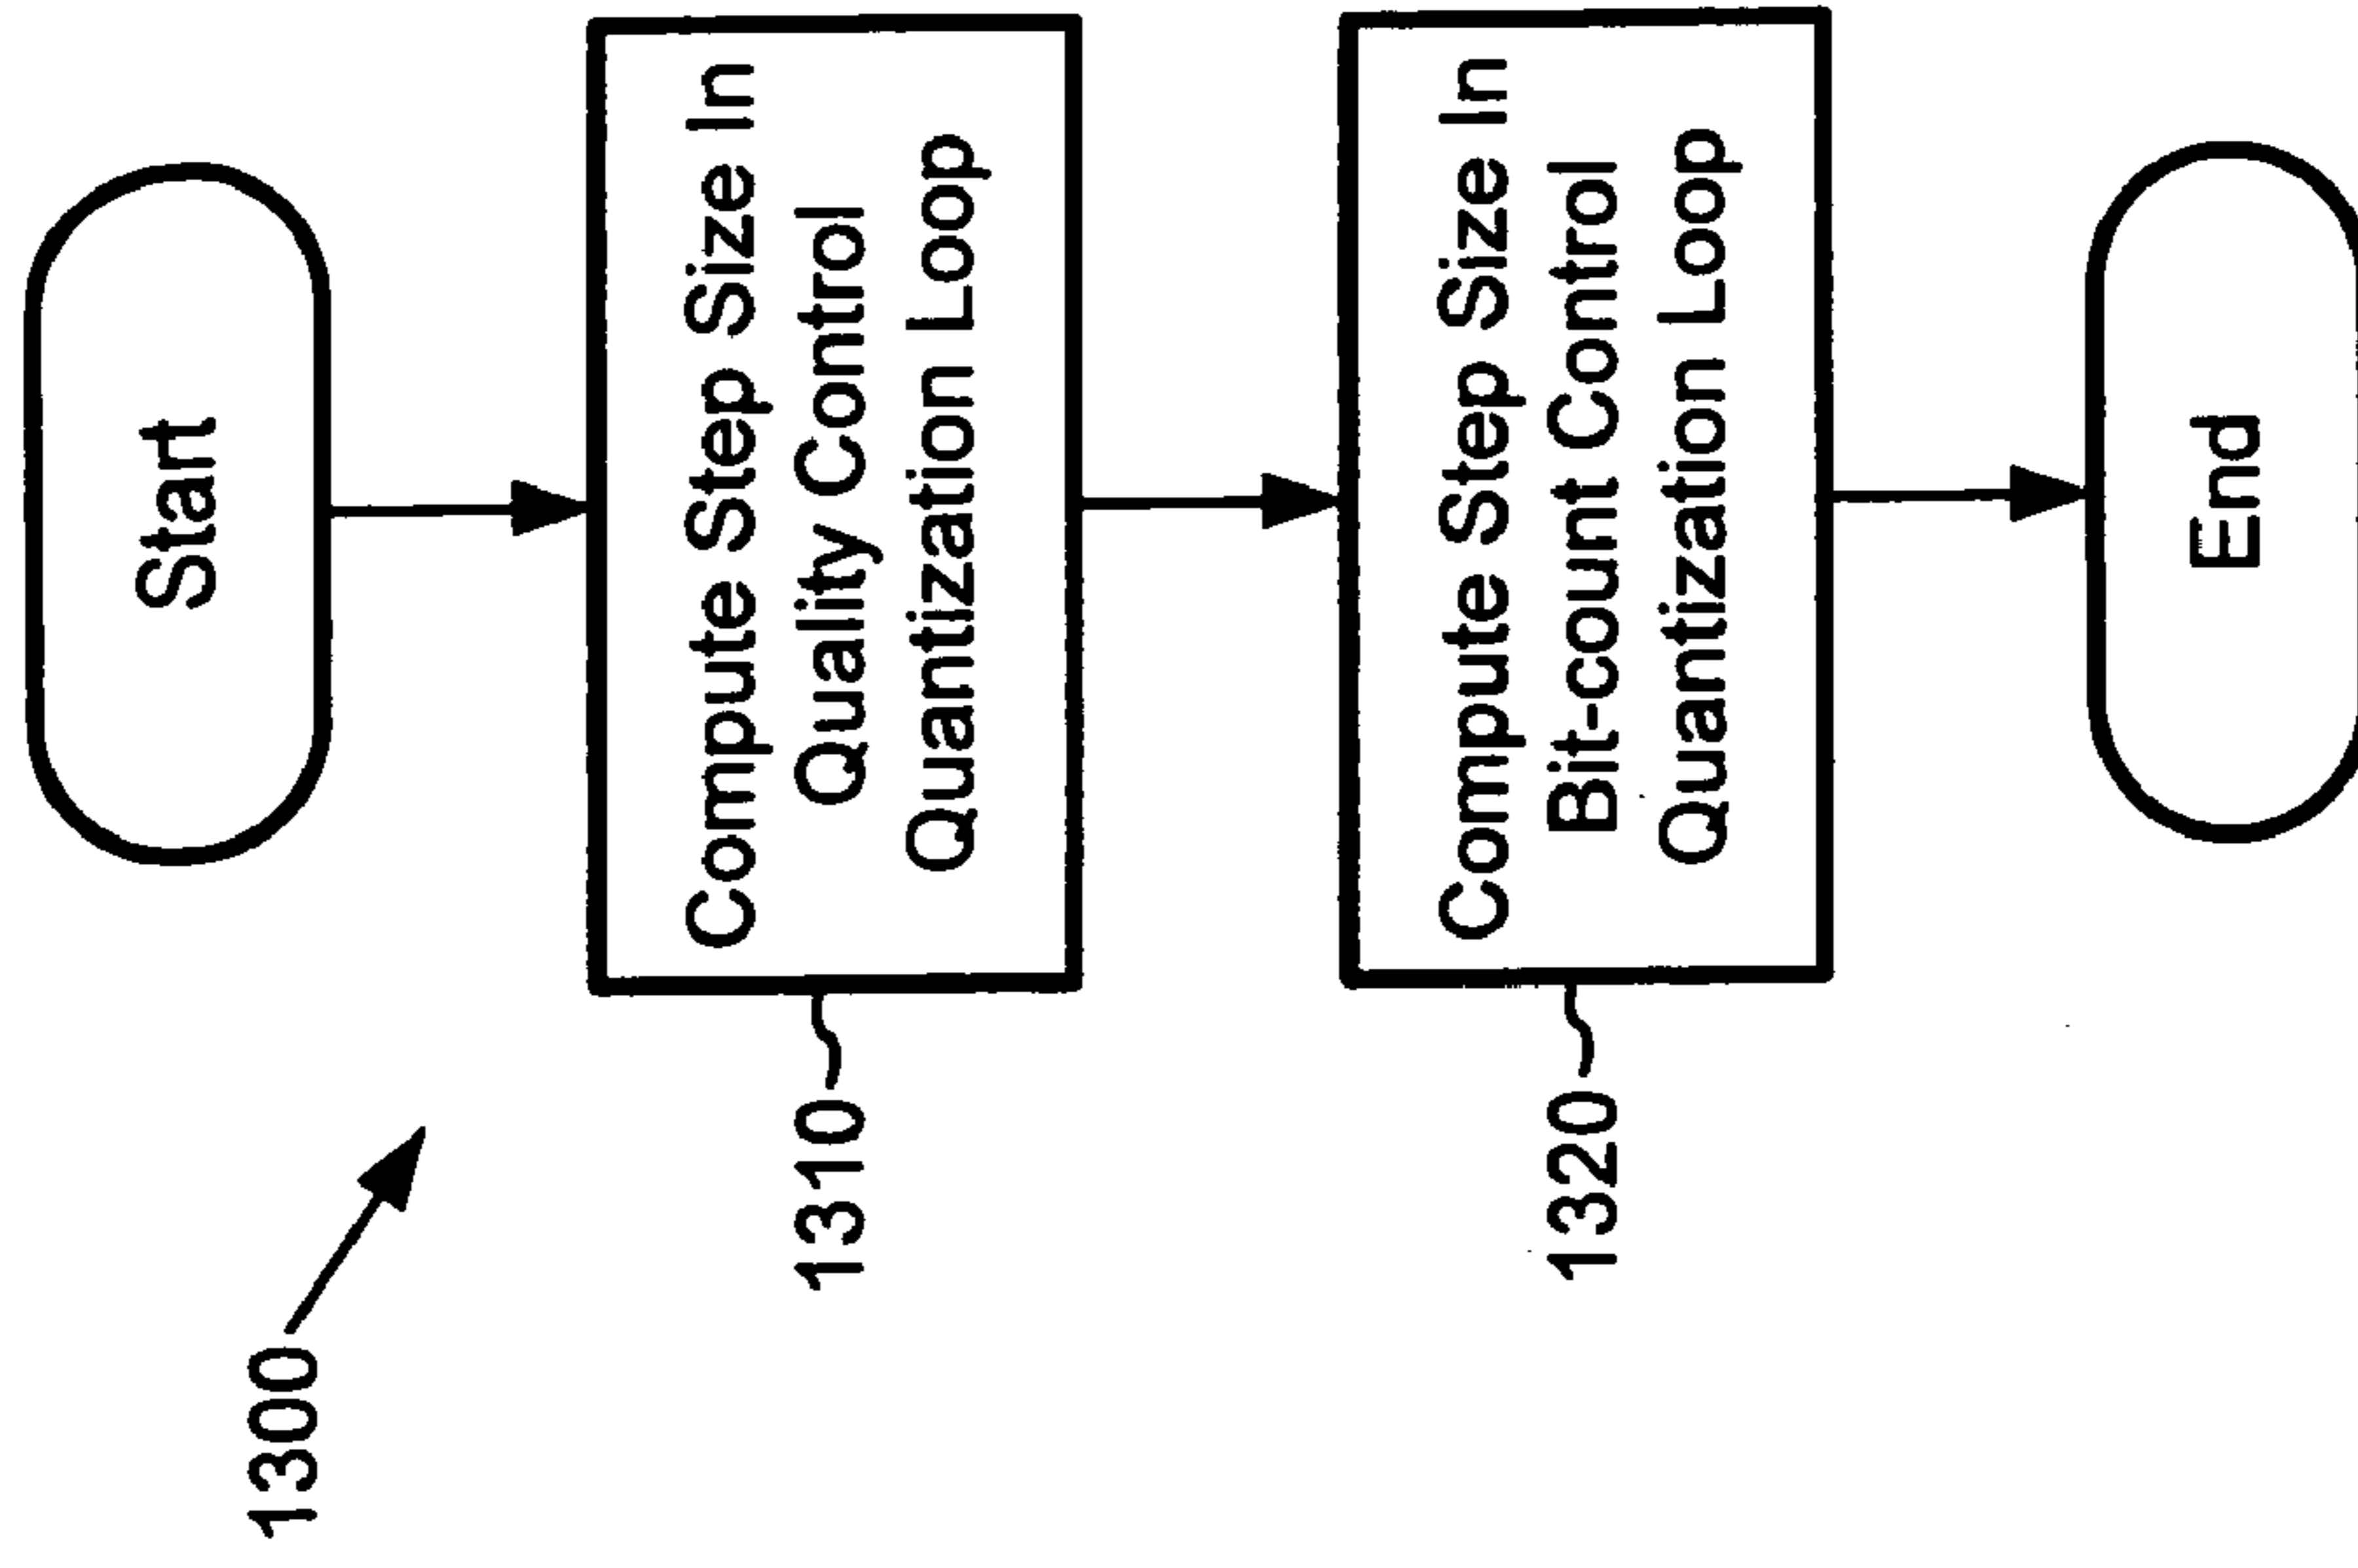 1300
Start
1310
Compute Step Size In
Quality Control
Quantization Loop
1320
Compute Step Size In
Bit-count Control
Quantization Loop
End